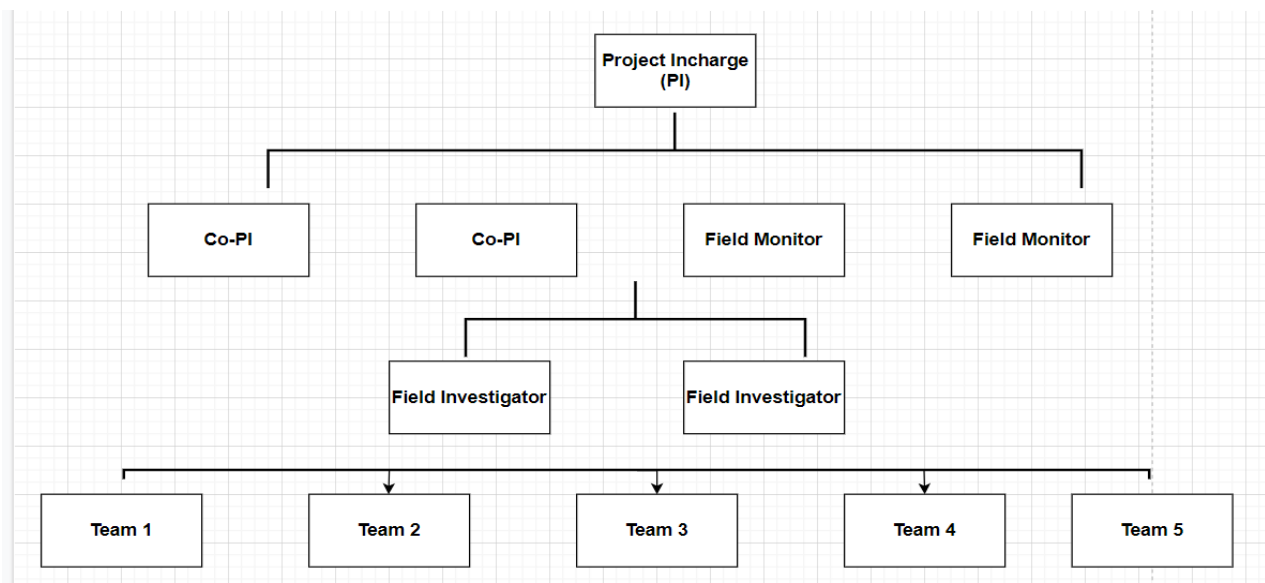 Project Incharge
(PI)
Co-PI
Co-PI
Field Monitor
Field Monitor
Field Investigator
Field Investigator
Team 1
Team 2
Team 3
Team 4
Team 5